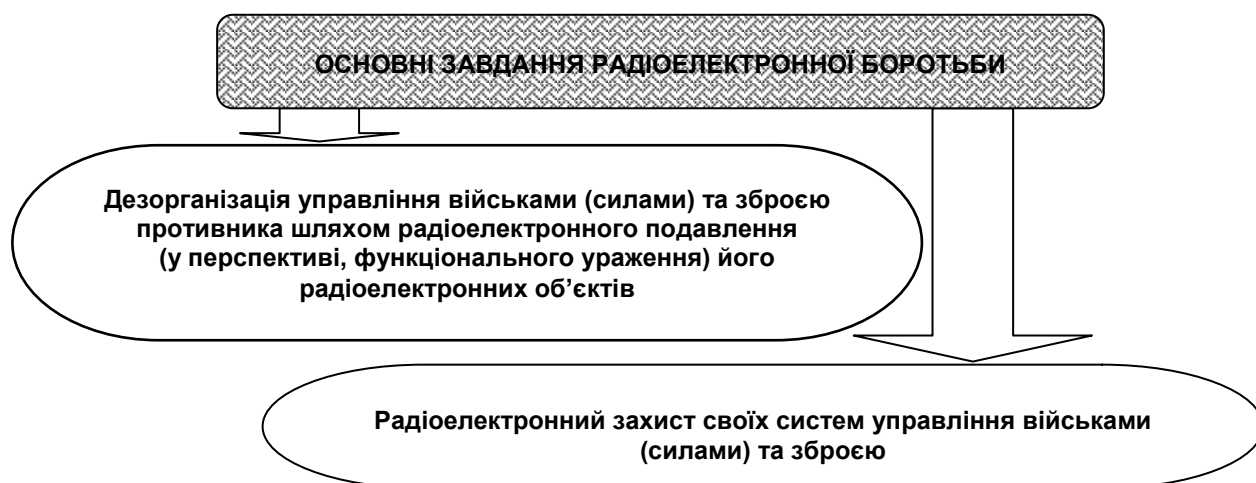 ОСНОВНІ ЗАВДАННЯ РАДІОЕЛЕКТРОННОЇ БОРОТЬБИ
Дезорганізація управління військами (силами) та зброєю
противника шляхом радіоелектронного подавлення
(у перспективі, функціонального ураження) його
радіоелектронних об’єктів
Радіоелектронний захист своїх систем управління військами
(силами) та зброєю